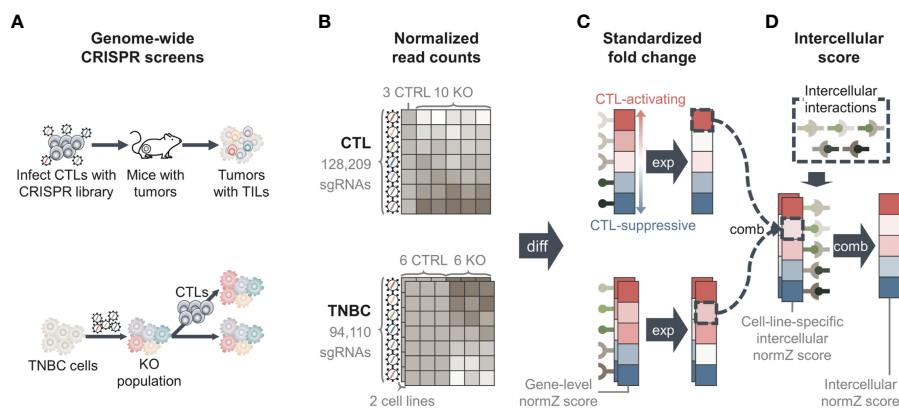 A
Genome-wide
CRISPR screens
Infect CTLs with
CRISPR library
Mice with
tumors
Tumors
with TILs
CTLs
TNBC cells
KO
population
B
Normalized
read counts
3 CTRL 10 KO
CTL
128,209
sgRNAs
6 CTRL 6 KO
TNBC
94,110
sgRNAs
2 cell lines
diff
C
Standardized
fold change
CTL-activating
exp
CTL-suppressive
exp
Gene-level
normZ score
comb
D
Intercellular
score
Intercellular
interactions
comb
Cell-line-specific
intercellular
normZ score
Intercellular
normZ score